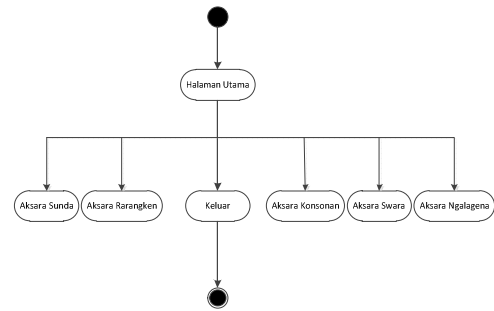 Halaman Utama
Aksara Sunda
Aksara Rarangken
Keluar
Aksara Konsonan
Aksara Swara
Aksara Ngalagena